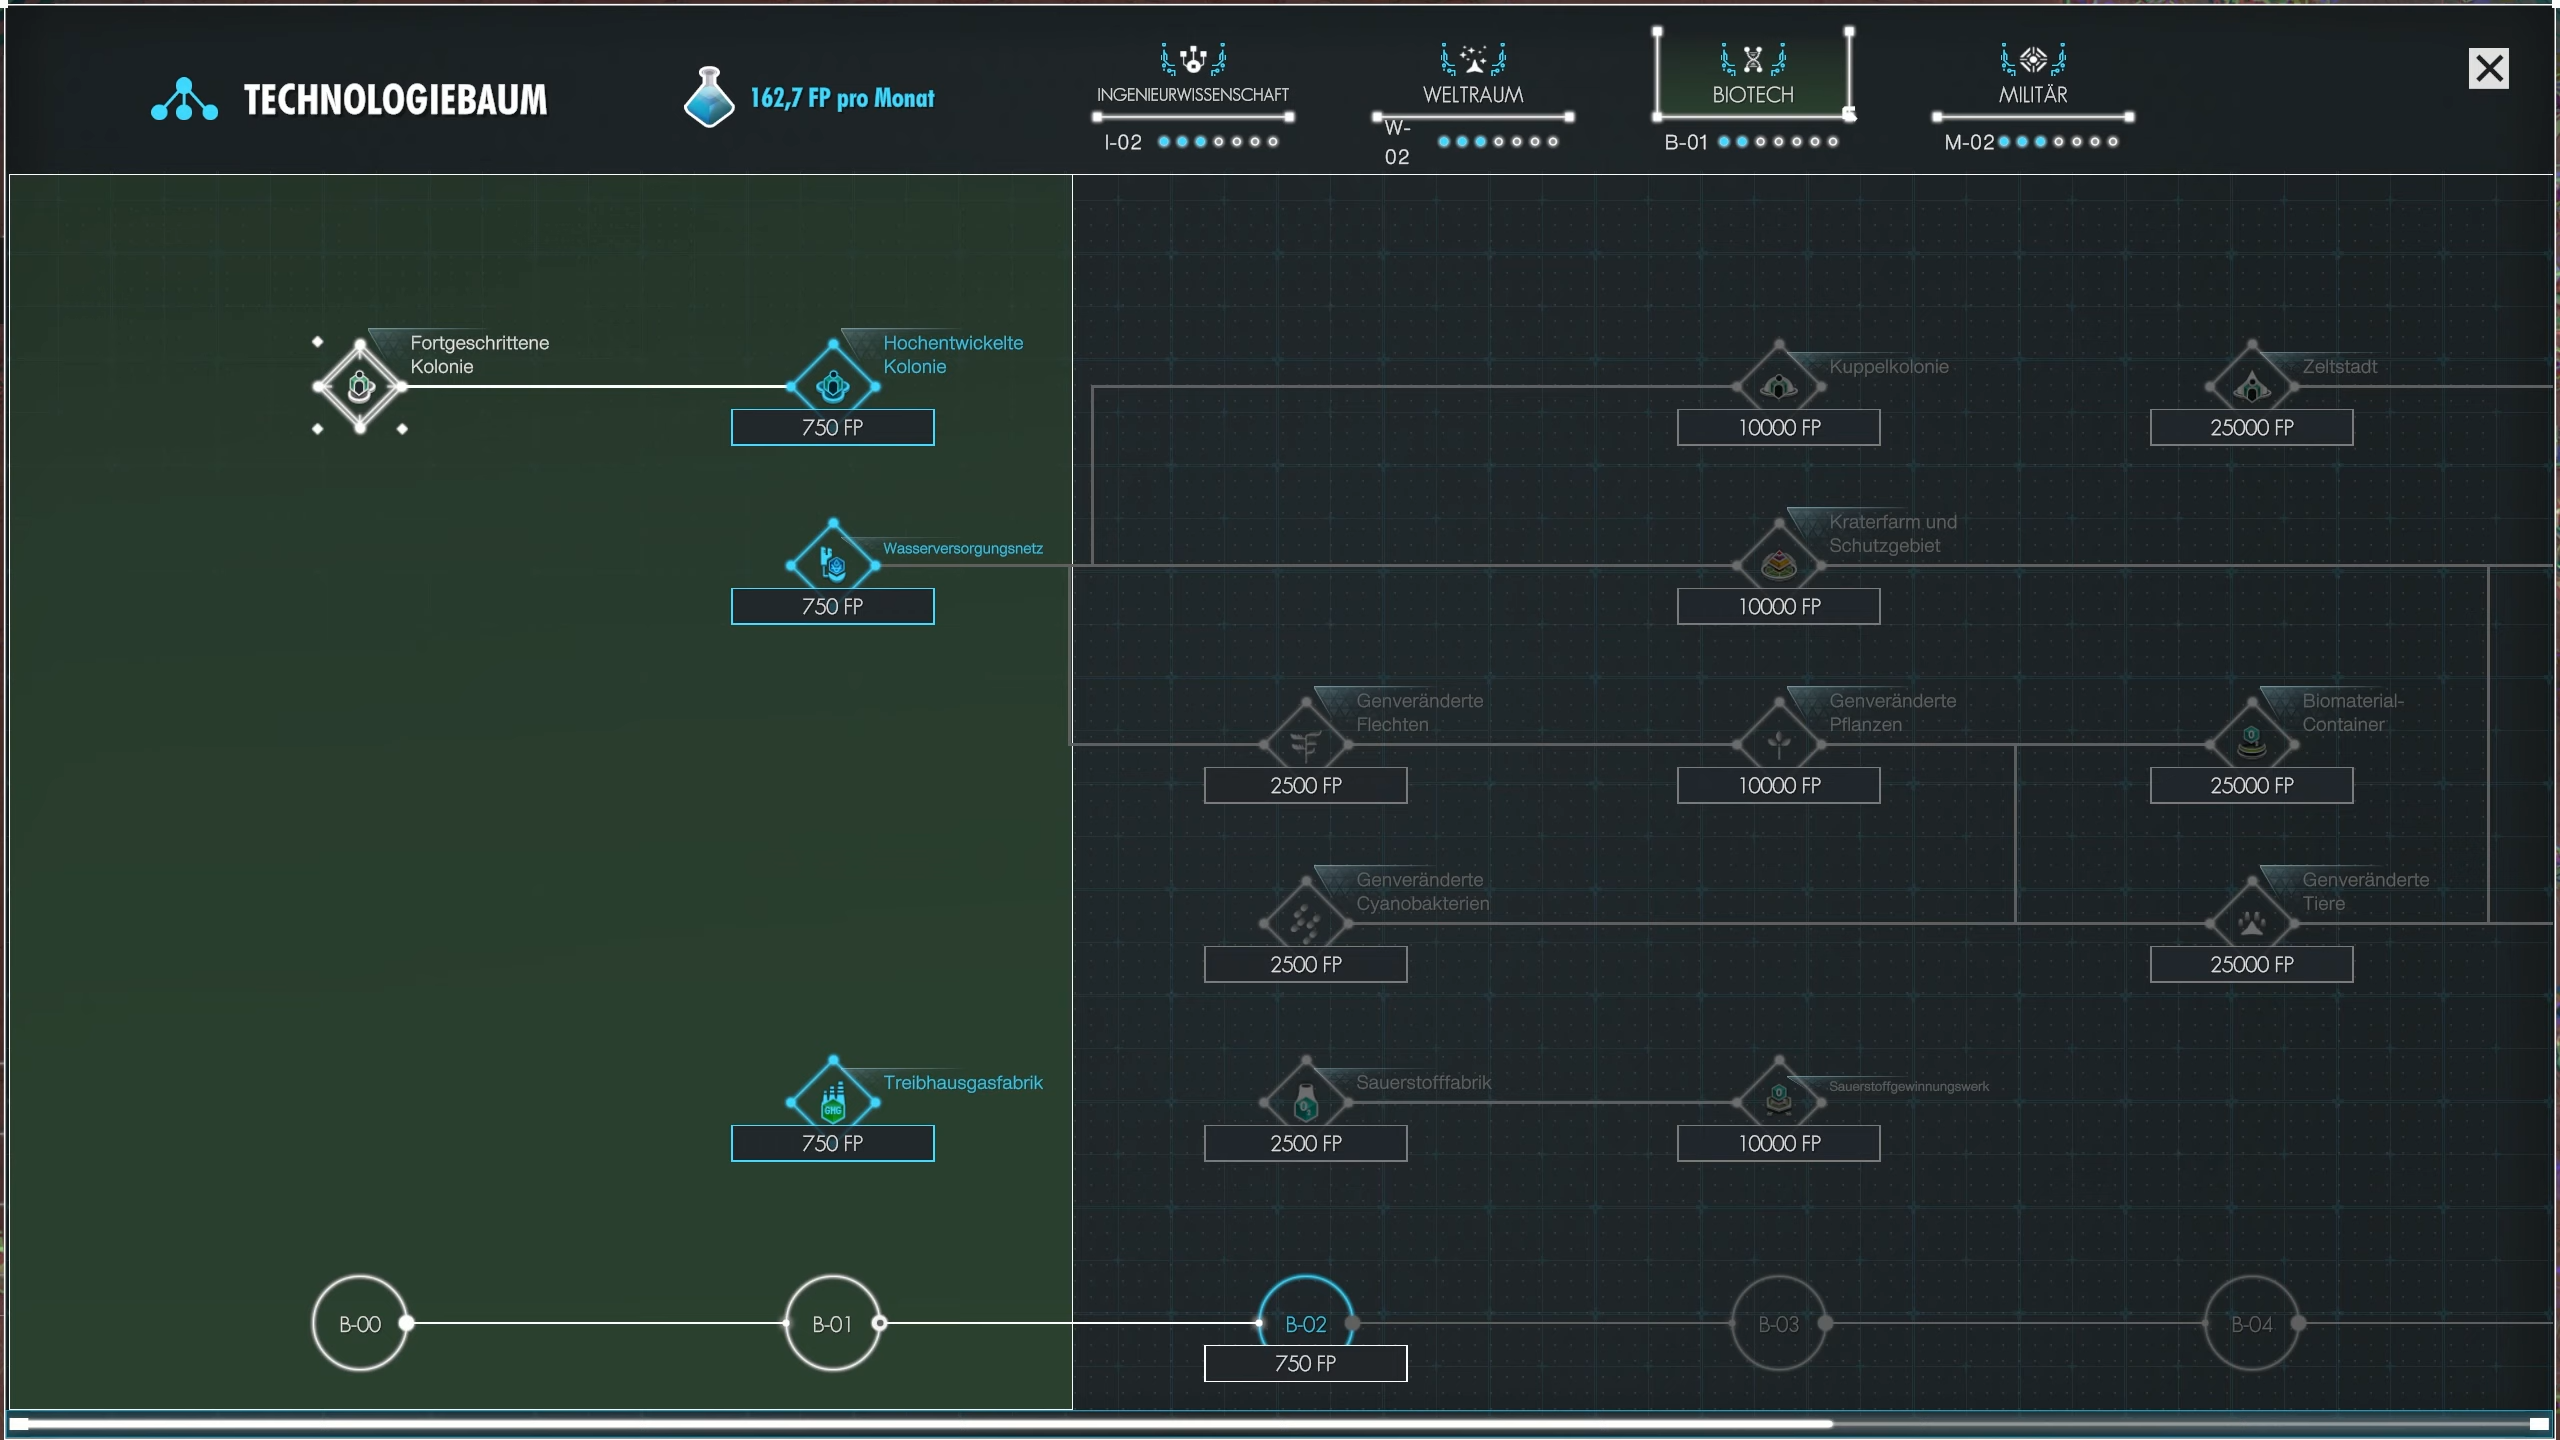 TECHNOLOGIEBAUM
162,7 FP pro Monat
INGENIEURWISSENSCHAFT
I-02
WELTRAUM
W-
02
BIOTECH
B-01
MILITÄR
M-02
Fortgeschrittene
Kolonie
Hochentwickelte
Kolonie
750 FP
Kuppelkolonie
10000 FP
Zeltstadt
25000 FP
Wasserversorgungsnetz
750 FP
Kraterfarm und
Schutzgebiet
10000 FP
Genveränderte
Flechten
2500 FP
Genveränderte
Pflanzen
10000 FP
Biomaterial-
Container
25000 FP
Genveränderte
Cyanobakterien
2500 FP
Genveränderte
Tiere
25000 FP
Treibhausgasfabrik
GHG
750 FP
Sauerstofffabrik
2500 FP
Sauerstoffgewinnungswerk
10000 FP
B-00
B-01
B-02
750 FP
B-03
B-04